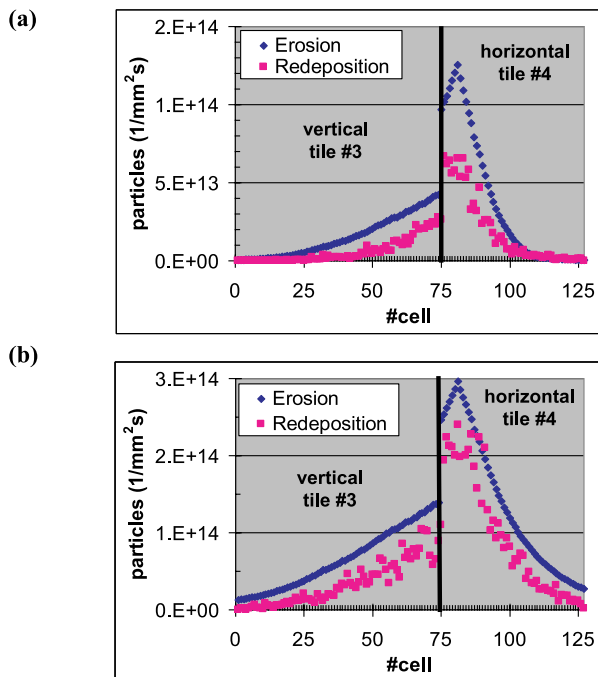 (a)
2.E+14
1.E+14
5.E+13
0.E+00
particles (1/mm²s)
Erosion
Redeposition
vertical
tile #3
horizontal
tile #4
0 25 50 75 100 125
#cell
(b)
3.E+14
2.E+14
1.E+14
0.E+00
particles (1/mm²s)
Erosion
Redeposition
vertical
tile #3
horizontal
tile #4
0 25 50 75 100 125
#cell